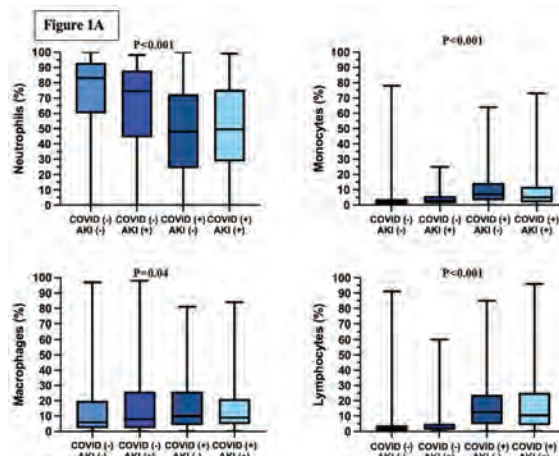 Figure 1A
P<0.001
Neutrophils (%)
100
90
80
70
60
50
40
30
20
10
0
COVID (-) COVID (-) COVID (+) COVID (+)
AKI (-) AKI (+) AKI (-) AKI (+)
P<0.001
Monocytes (%)
100
90
80
70
60
50
40
30
20
10
0
COVID (-) COVID (-) COVID (+) COVID (+)
AKI (-) AKI (+) AKI (-) AKI (+)
P=0.04
Macrophages (%)
100
90
80
70
60
50
40
30
20
10
0
COVID (-) COVID (-) COVID (+) COVID (+)
AKI (-) AKI (+) AKI (-) AKI (+)
P<0.001
Lymphocytes (%)
100
90
80
70
60
50
40
30
20
10
0
COVID (-) COVID (-) COVID (+) COVID (+)
AKI (-) AKI (+) AKI (-) AKI (+)